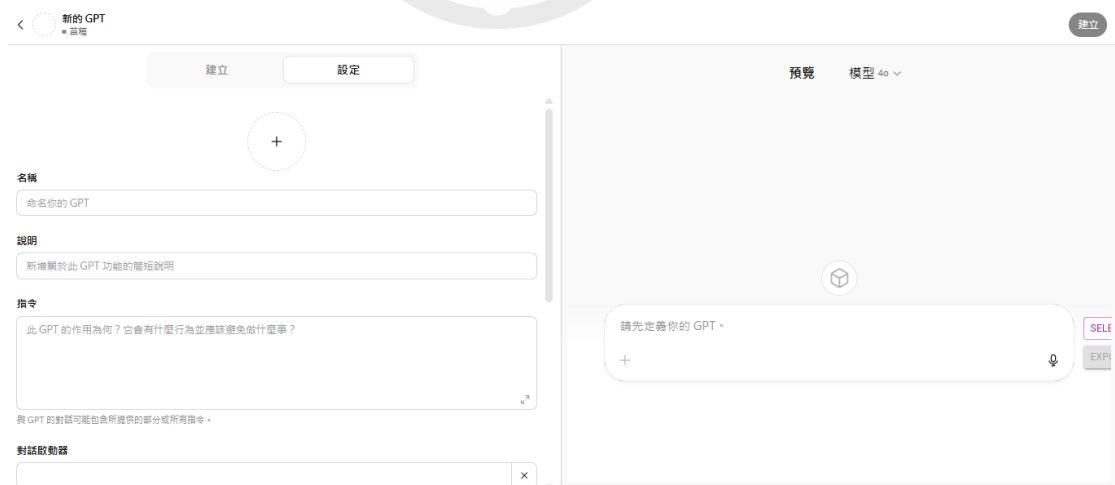 新的 GPT
草稿
建立
建立
設定
預覽
模型 4o
名稱
命名你的 GPT
說明
新增關於此 GPT 功能的簡短說明
指令
此 GPT 的作用為何？它會有什麼行為並應該避免做什麼事？
與 GPT 的對話可能包含所提供的部分或所有指令。
對話啟動器
請先定義你的 GPT。
SELE
EXPO